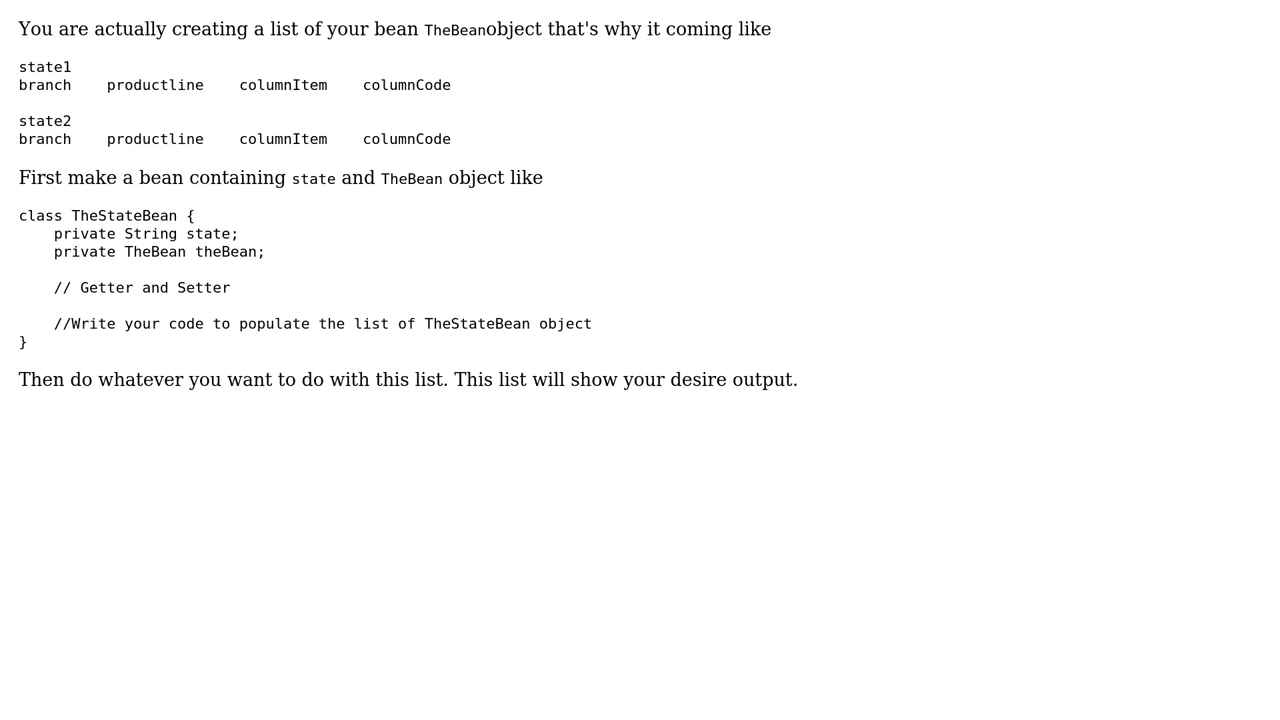 You are actually creating a list of your bean TheBeanobject that's why it coming like
state1
branch    productline    columnItem    columnCode
state2
branch    productline    columnItem    columnCode
First make a bean containing state and TheBean object like
class TheStateBean {
    private String state;
    private TheBean theBean;
    // Getter and Setter
    //Write your code to populate the list of TheStateBean object
}
Then do whatever you want to do with this list. This list will show your desire output.